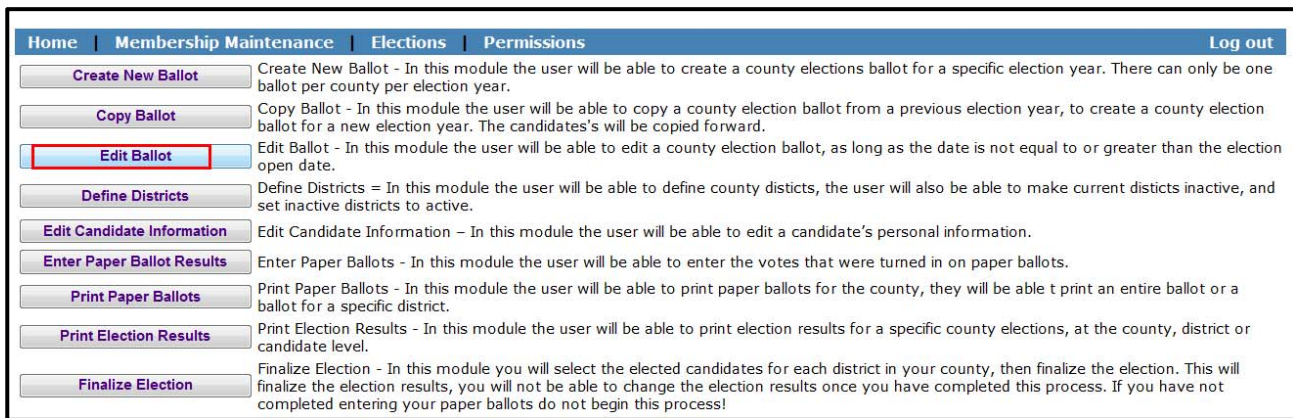 Home | Membership Maintenance | Elections | Permissions Log out
Create New Ballot
Create New Ballot - In this module the user will be able to create a county elections ballot for a specific election year. There can only be one
ballot per county per election year.
Copy Ballot
Copy Ballot - In this module the user will be able to copy a county election ballot from a previous election year, to create a county election
ballot for a new election year. The candidates's will be copied forward.
Edit Ballot
Edit Ballot - In this module the user will be able to edit a county election ballot, as long as the date is not equal to or greater than the election
open date.
Define Districts
Define Districts = In this module the user will be able to define county disticts, the user will also be able to make current disticts inactive, and
set inactive districts to active.
Edit Candidate Information
Edit Candidate Information – In this module the user will be able to edit a candidate’s personal information.
Enter Paper Ballot Results
Enter Paper Ballots - In this module the user will be able to enter the votes that were turned in on paper ballots.
Print Paper Ballots
Print Paper Ballots - In this module the user will be able to print paper ballots for the county, they will be able t print an entire ballot or a
ballot for a specific district.
Print Election Results
Print Election Results - In this module the user will be able to print election results for a specific county elections, at the county, district or
candidate level.
Finalize Election
Finalize Election - In this module you will select the elected candidates for each district in your county, then finalize the election. This will
finalize the election results, you will not be able to change the election results once you have completed this process. If you have not
completed entering your paper ballots do not begin this process!